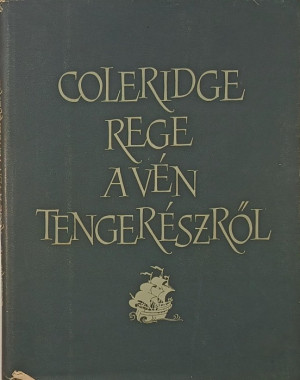 COLERIDGE
REGE
A VÉN
TENGERÉSZRŐL